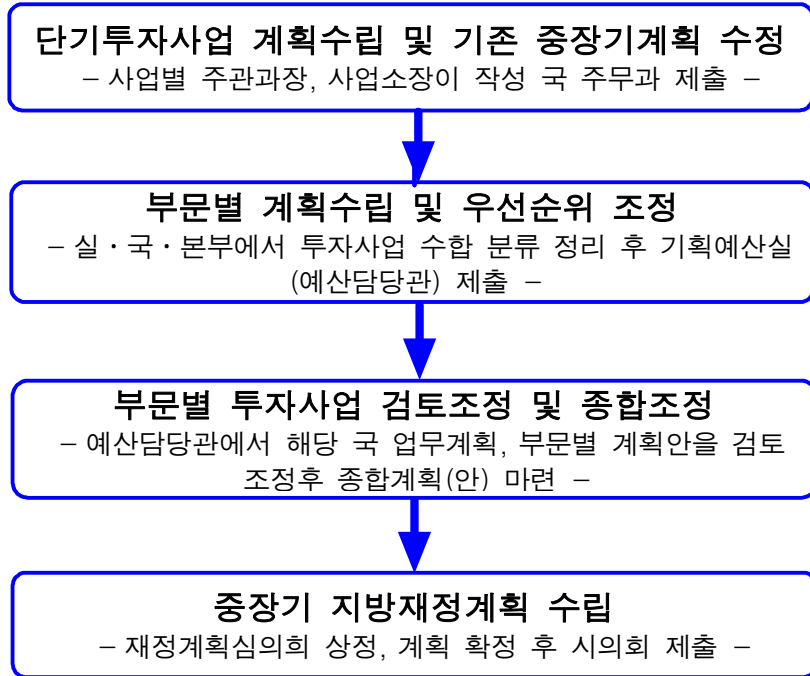 단기투자사업 계획수립 및 기존 중장기계획 수정
– 사업별 주관과장, 사업소장이 작성 국 주무과 제출 –
부문별 계획수립 및 우선순위 조정
– 실・국・본부에서 투자사업 수합 분류 정리 후 기획예산실
(예산담당관) 제출 –
부문별 투자사업 검토조정 및 종합조정
– 예산담당관에서 해당 국 업무계획, 부문별 계획안을 검토
조정후 종합계획(안) 마련 –
중장기 지방재정계획 수립
– 재정계획심의희 상정, 계획 확정 후 시의회 제출 –